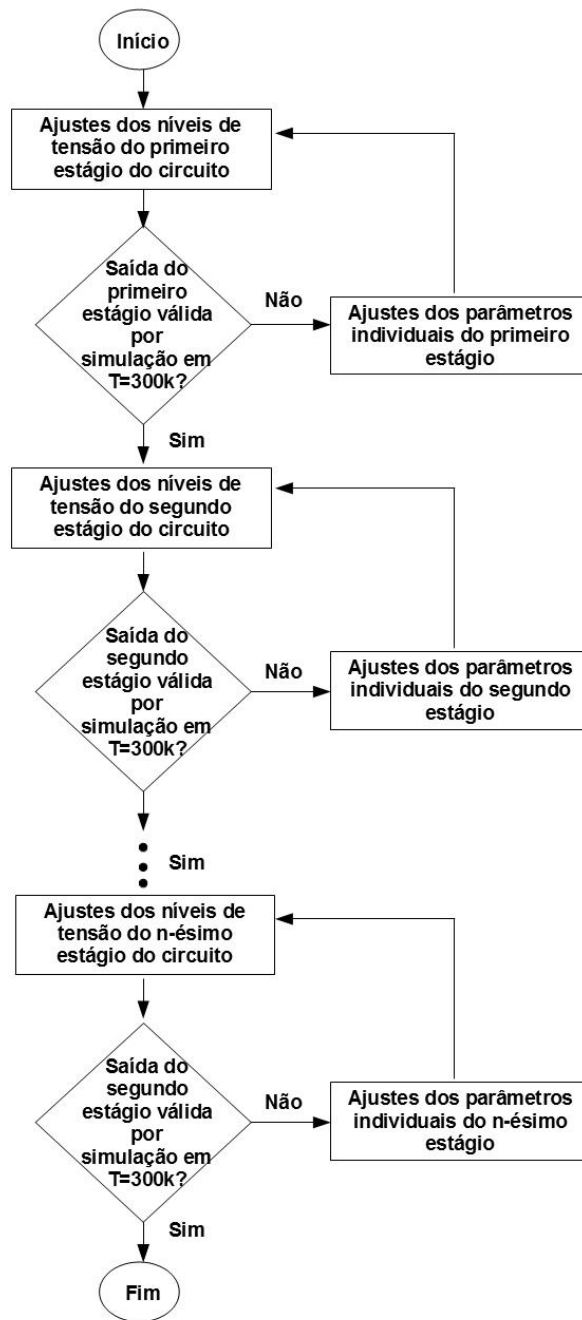 Início
Ajustes dos níveis de
tensão do primeiro
estágio do circuito
Saída do
primeiro
estágio válida
por
simulação em
T=300k?
Não
Ajustes dos parâmetros
individuais do primeiro
estágio
Sim
Ajustes dos níveis de
tensão do segundo
estágio do circuito
Saída do
segundo
estágio válida
por
simulação em
T=300k?
Não
Ajustes dos parâmetros
individuais do segundo
estágio
Sim
Ajustes dos níveis de
tensão do n-ésimo
estágio do circuito
Saída do
segundo
estágio válida
por
simulação em
T=300k?
Não
Ajustes dos parâmetros
individuais do n-ésimo
estágio
Sim
Fim